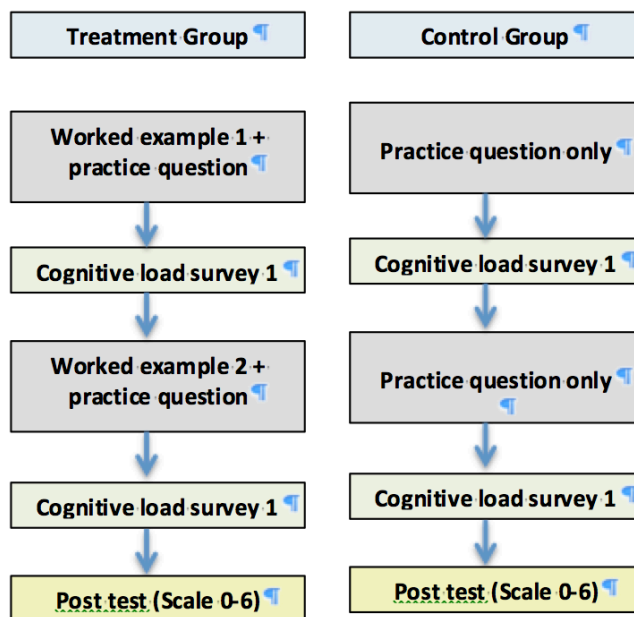 Treatment Group
Worked example 1 +
practice question
Cognitive load survey 1
Worked example 2 +
practice question
Cognitive load survey 1
Post test (Scale 0-6)
Control Group
Practice question only
Cognitive load survey 1
Practice question only
Cognitive load survey 1
Post test (Scale 0-6)